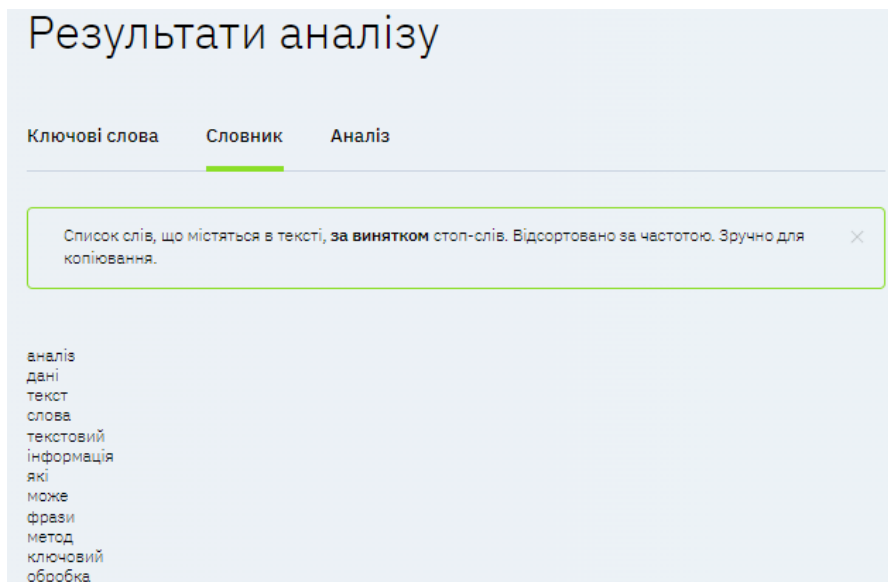 Результати аналізу
Ключові слова Словник Аналіз
Список слів, що містяться в тексті, за винятком стоп-слів. Відсортовано за частотою. Зручно для
копіювання.
аналіз
дані
текст
слова
текстовий
інформація
які
може
фрази
метод
ключовий
обробка